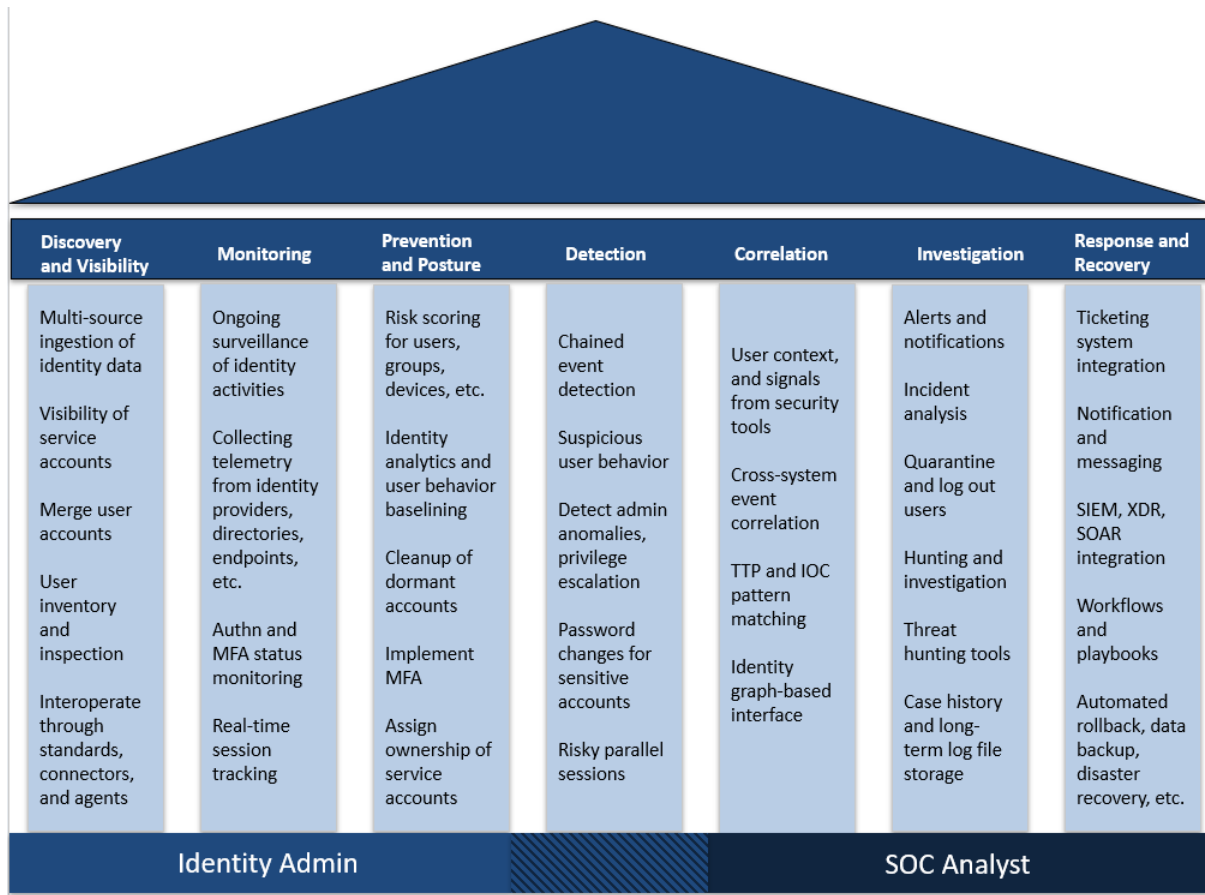 Discovery
and Visibility
Multi-source
ingestion of
identity data
Visibility of
service
accounts
Merge user
accounts
User
inventory
and
inspection
Interoperate
through
standards,
connectors,
and agents
Monitoring
Ongoing
surveillance
of identity
activities
Collecting
telemetry
from identity
providers,
directories,
endpoints,
etc.
Authn and
MFA status
monitoring
Real-time
session
tracking
Prevention
and Posture
Risk scoring
for users,
groups,
devices, etc.
Identity
analytics and
user behavior
baselining
Cleanup of
dormant
accounts
Implement
MFA
Assign
ownership of
service
accounts
Detection
Chained
event
detection
Suspicious
user behavior
Detect admin
anomalies,
privilege
escalation
Password
changes for
sensitive
accounts
Risky parallel
sessions
Correlation
User context,
and signals
from security
tools
Cross-system
event
correlation
TTP and IOC
pattern
matching
Identity
graph-based
interface
Investigation
Alerts and
notifications
Incident
analysis
Quarantine
and log out
users
Hunting and
investigation
Threat
hunting tools
Case history
and long-
term log file
storage
Response and
Recovery
Ticketing
system
integration
Notification
and
messaging
SIEM, XDR,
SOAR
integration
Workflows
and
playbooks
Automated
rollback, data
backup,
disaster
recovery, etc.
Identity Admin
SOC Analyst